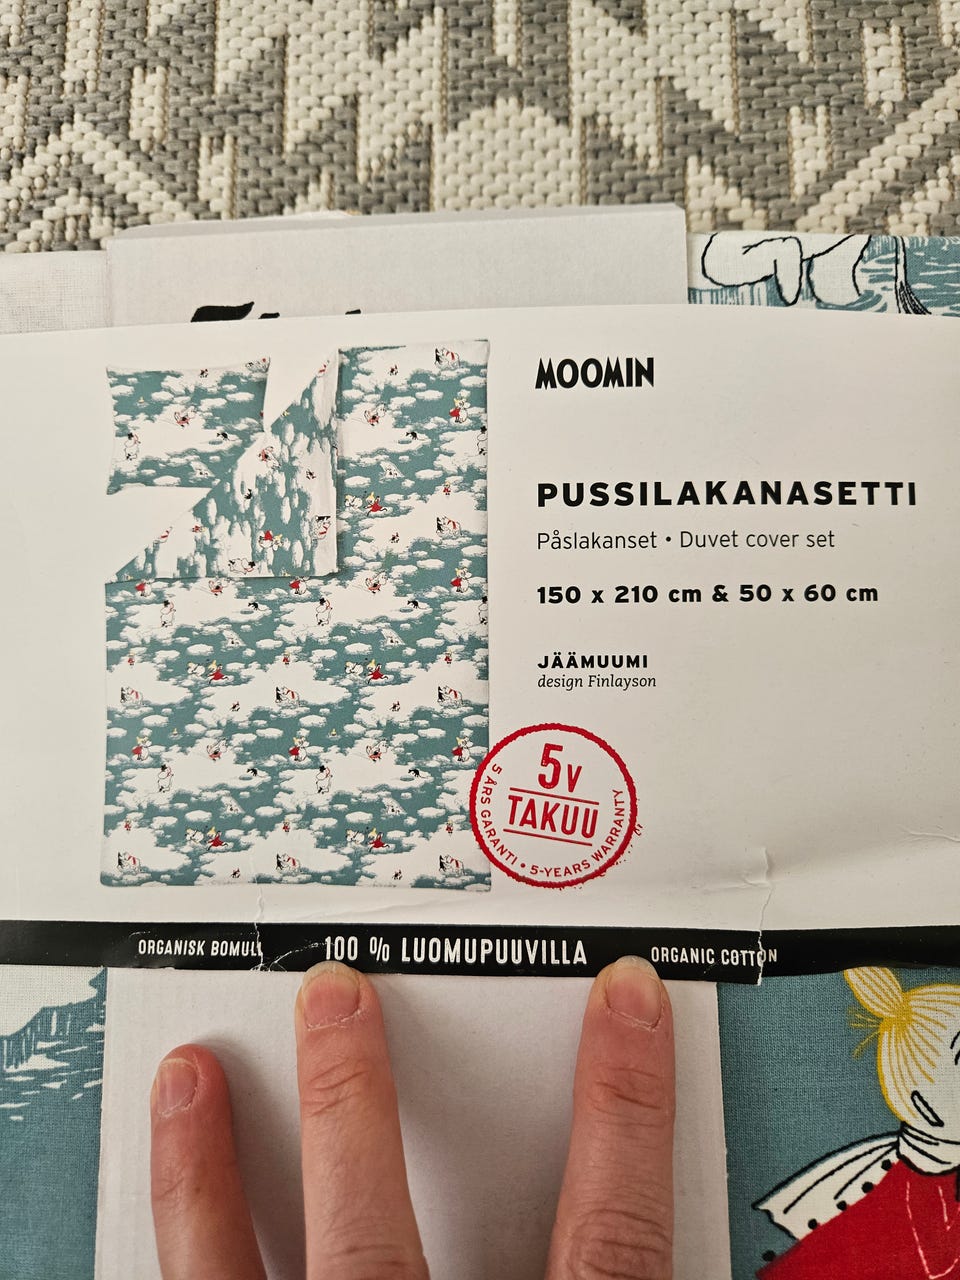 MOOMIN
PUSSILAKANASETTI
Påslakanset • Duvet cover set
150 x 210 cm & 50 x 60 cm
JÄÄMUUMI
design Finlayson
5v
TAKUU
5 ÅRS GARANTI • 5-YEARS WARRANTY
ORGANISK BOMULL 100 % LUOMUPUUVILLA ORGANIC COTTON